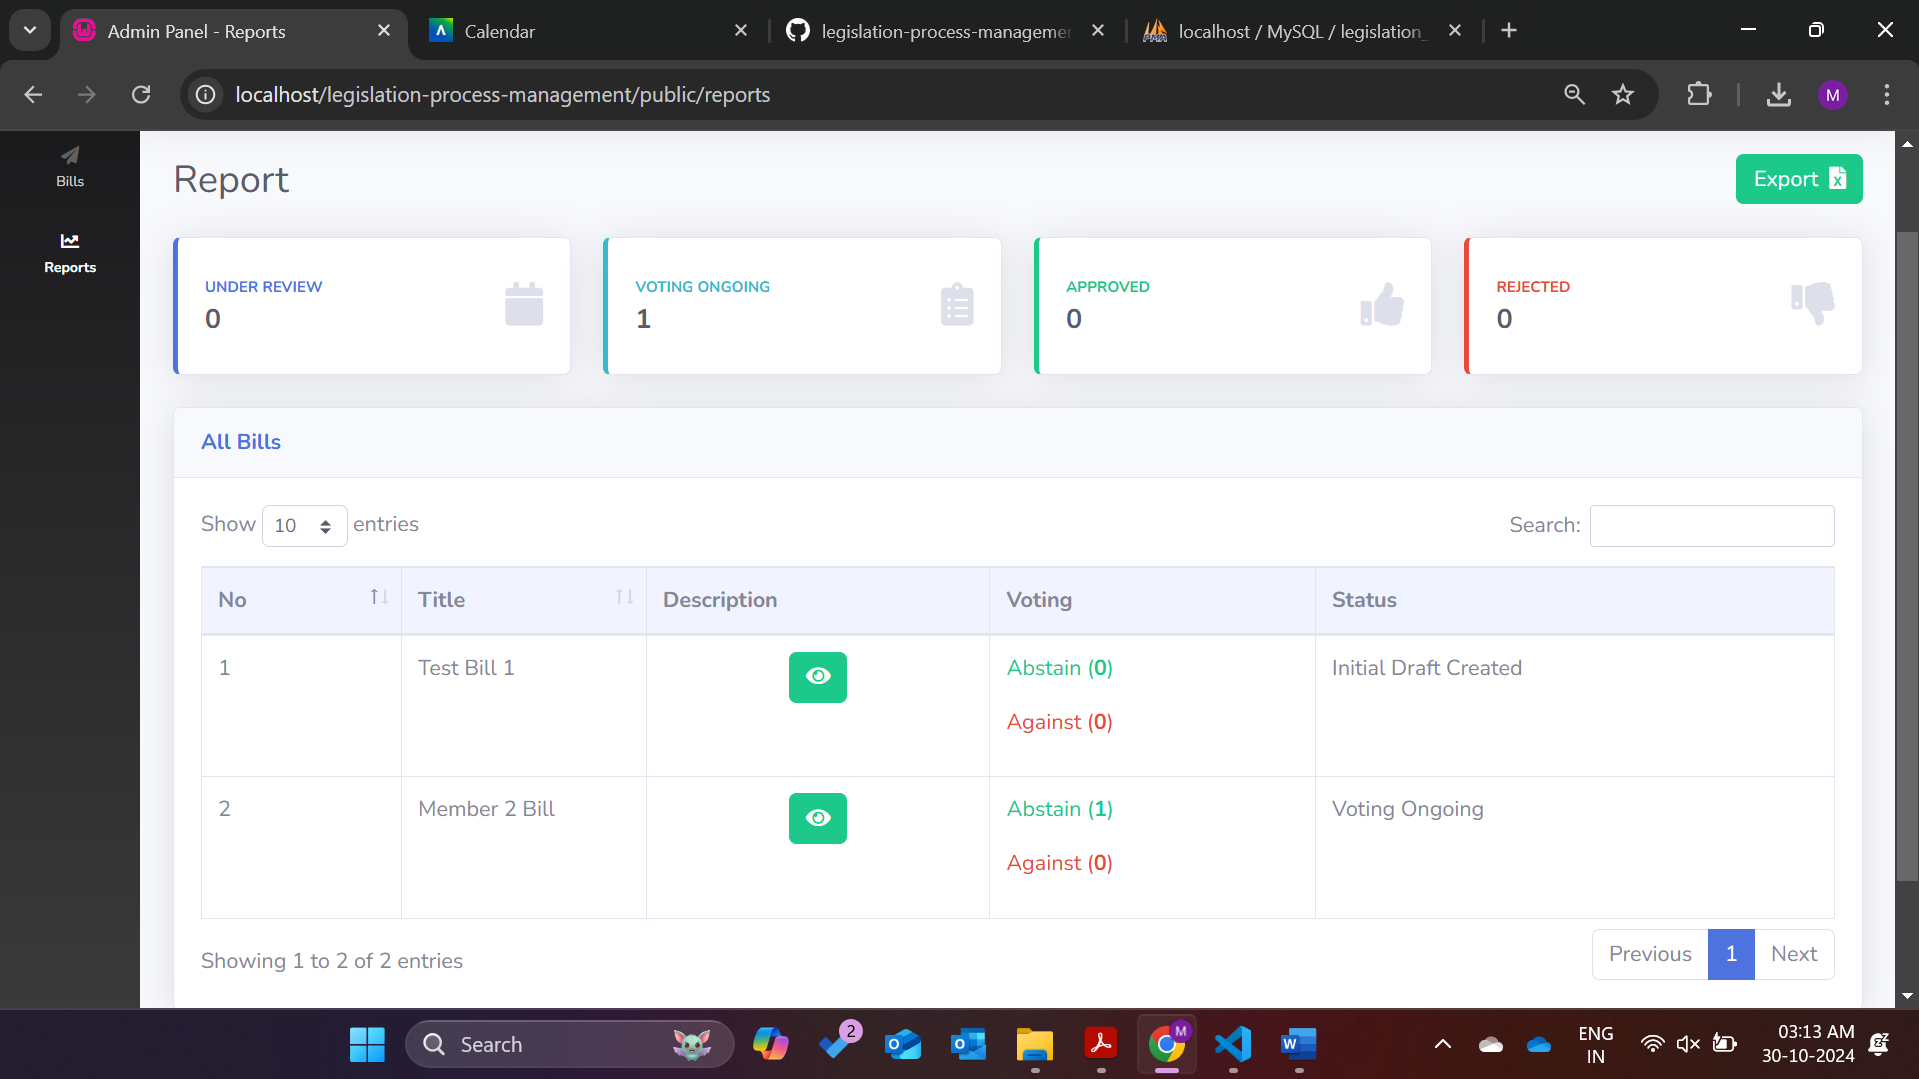 Admin Panel - Reports
Calendar
legislation-process-managemen
localhost / MySQL / legislation_
localhost/legislation-process-management/public/reports
M
Bills
Reports
Report
Export
UNDER REVIEW
0
VOTING ONGOING
1
APPROVED
0
REJECTED
0
All Bills
Show 10 entries
Search:
No Title Description Voting Status
1 Test Bill 1 Abstain (0) Initial Draft Created
Against (0)
2 Member 2 Bill Abstain (1) Voting Ongoing
Against (0)
Showing 1 to 2 of 2 entries
Previous 1 Next
Search
2
M
ENG
IN
03:13 AM
30-10-2024